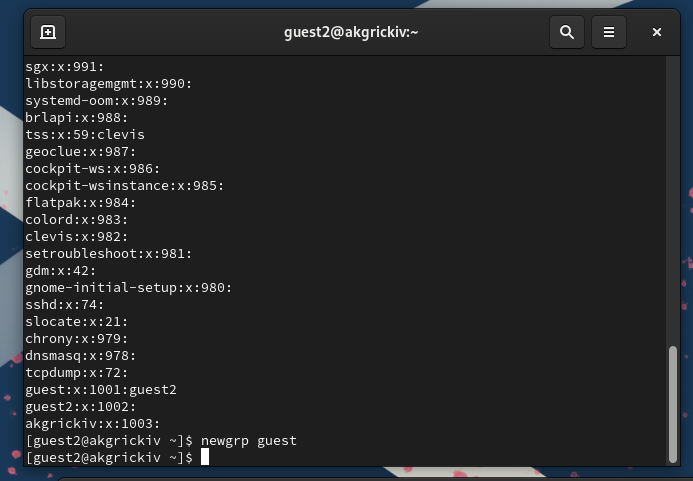 guest2@akgrickiv:~
sgx:x:991:
libstoragemgmt:x:990:
systemd-oom:x:989:
brlapi:x:988:
tss:x:59:clevis
geoclue:x:987:
cockpit-ws:x:986:
cockpit-wsinstance:x:985:
flatpak:x:984:
colord:x:983:
clevis:x:982:
setroubleshoot:x:981:
gdm:x:42:
gnome-initial-setup:x:980:
sshd:x:74:
slocate:x:21:
chrony:x:979:
dnsmasq:x:978:
tcpdump:x:72:
guest:x:1001:guest2
guest2:x:1002:
akgrickiv:x:1003:
[guest2@akgrickiv ~]$ newgrp guest
[guest2@akgrickiv ~]$